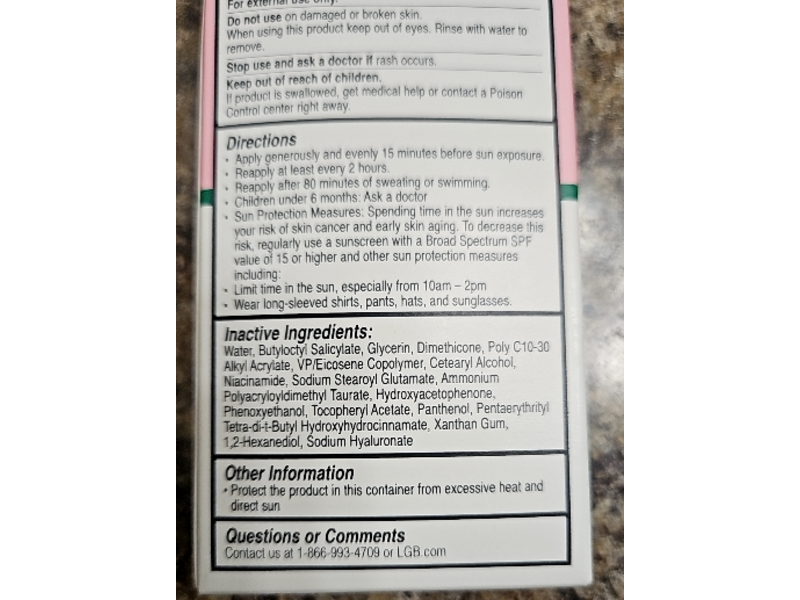 For external use only.
Do not use on damaged or broken skin.
When using this product keep out of eyes. Rinse with water to
remove.
Stop use and ask a doctor if rash occurs.
Keep out of reach of children.
If product is swallowed, get medical help or contact a Poison
Control center right away.
Directions
• Apply generously and evenly 15 minutes before sun exposure.
• Reapply at least every 2 hours.
• Reapply after 80 minutes of sweating or swimming.
• Children under 6 months: Ask a doctor
• Sun Protection Measures: Spending time in the sun increases
your risk of skin cancer and early skin aging. To decrease this
risk, regularly use a sunscreen with a Broad Spectrum SPF
value of 15 or higher and other sun protection measures
including:
• Limit time in the sun, especially from 10am – 2pm
• Wear long-sleeved shirts, pants, hats, and sunglasses.
Inactive Ingredients:
Water, Butyloctyl Salicylate, Glycerin, Dimethicone, Poly C10-30
Alkyl Acrylate, VP/Eicosene Copolymer, Cetearyl Alcohol,
Niacinamide, Sodium Stearoyl Glutamate, Ammonium
Polyacryloyldimethyl Taurate, Hydroxyacetophenone,
Phenoxyethanol, Tocopheryl Acetate, Panthenol, Pentaerythrityl
Tetra-di-t-Butyl Hydroxyhydrocinnamate, Xanthan Gum,
1,2-Hexanediol, Sodium Hyaluronate
Other Information
• Protect the product in this container from excessive heat and
direct sun
Questions or Comments
Contact us at 1-866-993-4709 or LGB.com